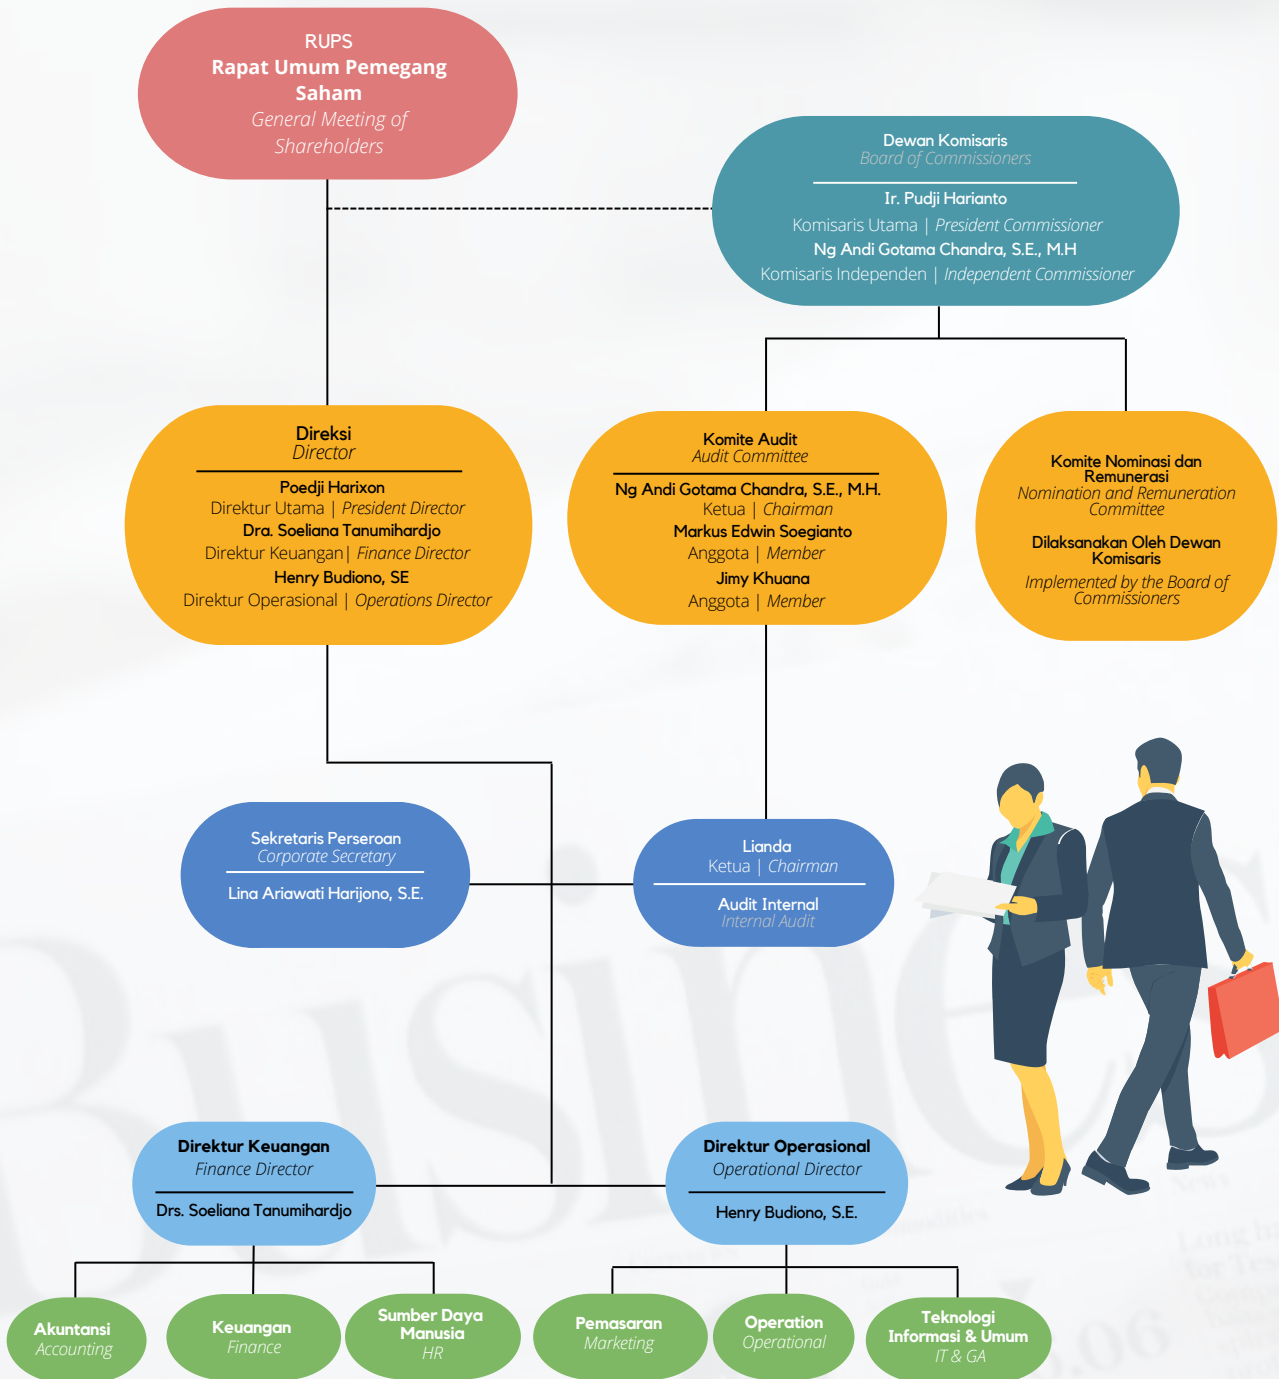 RUPS
Rapat Umum Pemegang
Saham
General Meeting of
Shareholders
Dewan Komisaris
Board of Commissioners
Ir. Pudji Harianto
Komisaris Utama | President Commissioner
Ng Andi Gotama Chandra, S.E., M.H
Komisaris Independen | Independent Commissioner
Direksi
Director
Poedji Harixon
Direktur Utama | President Director
Dra. Soeliana Tanumihardjo
Direktur Keuangan| Finance Director
Henry Budiono, SE
Direktur Operasional | Operations Director
Komite Audit
Audit Committee
Ng Andi Gotama Chandra, S.E., M.H.
Ketua | Chairman
Markus Edwin Soegianto
Anggota | Member
Jimy Khuana
Anggota | Member
Komite Nominasi dan
Remunerasi
Nomination and Remuneration
Committee
Dilaksanakan Oleh Dewan
Komisaris
Implemented by the Board of
Commissioners
Sekretaris Perseroan
Corporate Secretary
Lina Ariawati Harijono, S.E.
Lianda
Ketua | Chairman
Audit Internal
Internal Audit
Direktur Keuangan
Finance Director
Drs. Soeliana Tanumihardjo
Direktur Operasional
Operational Director
Henry Budiono, S.E.
Akuntansi
Accounting
Keuangan
Finance
Sumber Daya
Manusia
HR
Pemasaran
Marketing
Operation
Operational
Teknologi
Informasi & Umum
IT & GA
News